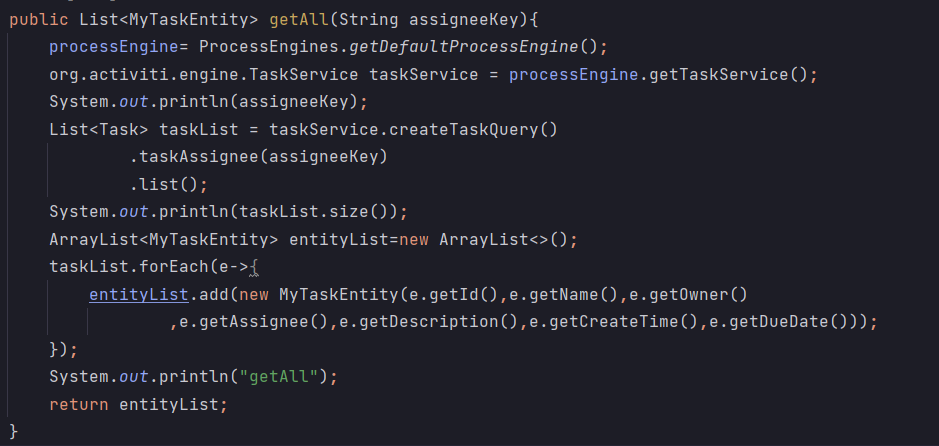 public List<MyTaskEntity> getAll(String assigneeKey){
processEngine= ProcessEngines.getDefaultProcessEngine();
org.activiti.engine.TaskService taskService = processEngine.getTaskService();
System.out.println(assigneeKey);
List<Task> taskList = taskService.createTaskQuery()
.taskAssignee(assigneeKey)
.list();
System.out.println(taskList.size());
ArrayList<MyTaskEntity> entityList=new ArrayList<>();
taskList.forEach(e->{
entityList.add(new MyTaskEntity(e.getId(),e.getName(),e.getOwner()
,e.getAssignee(),e.getDescription(),e.getCreateTime(),e.getDueDate()));
});
System.out.println("getAll");
return entityList;
}